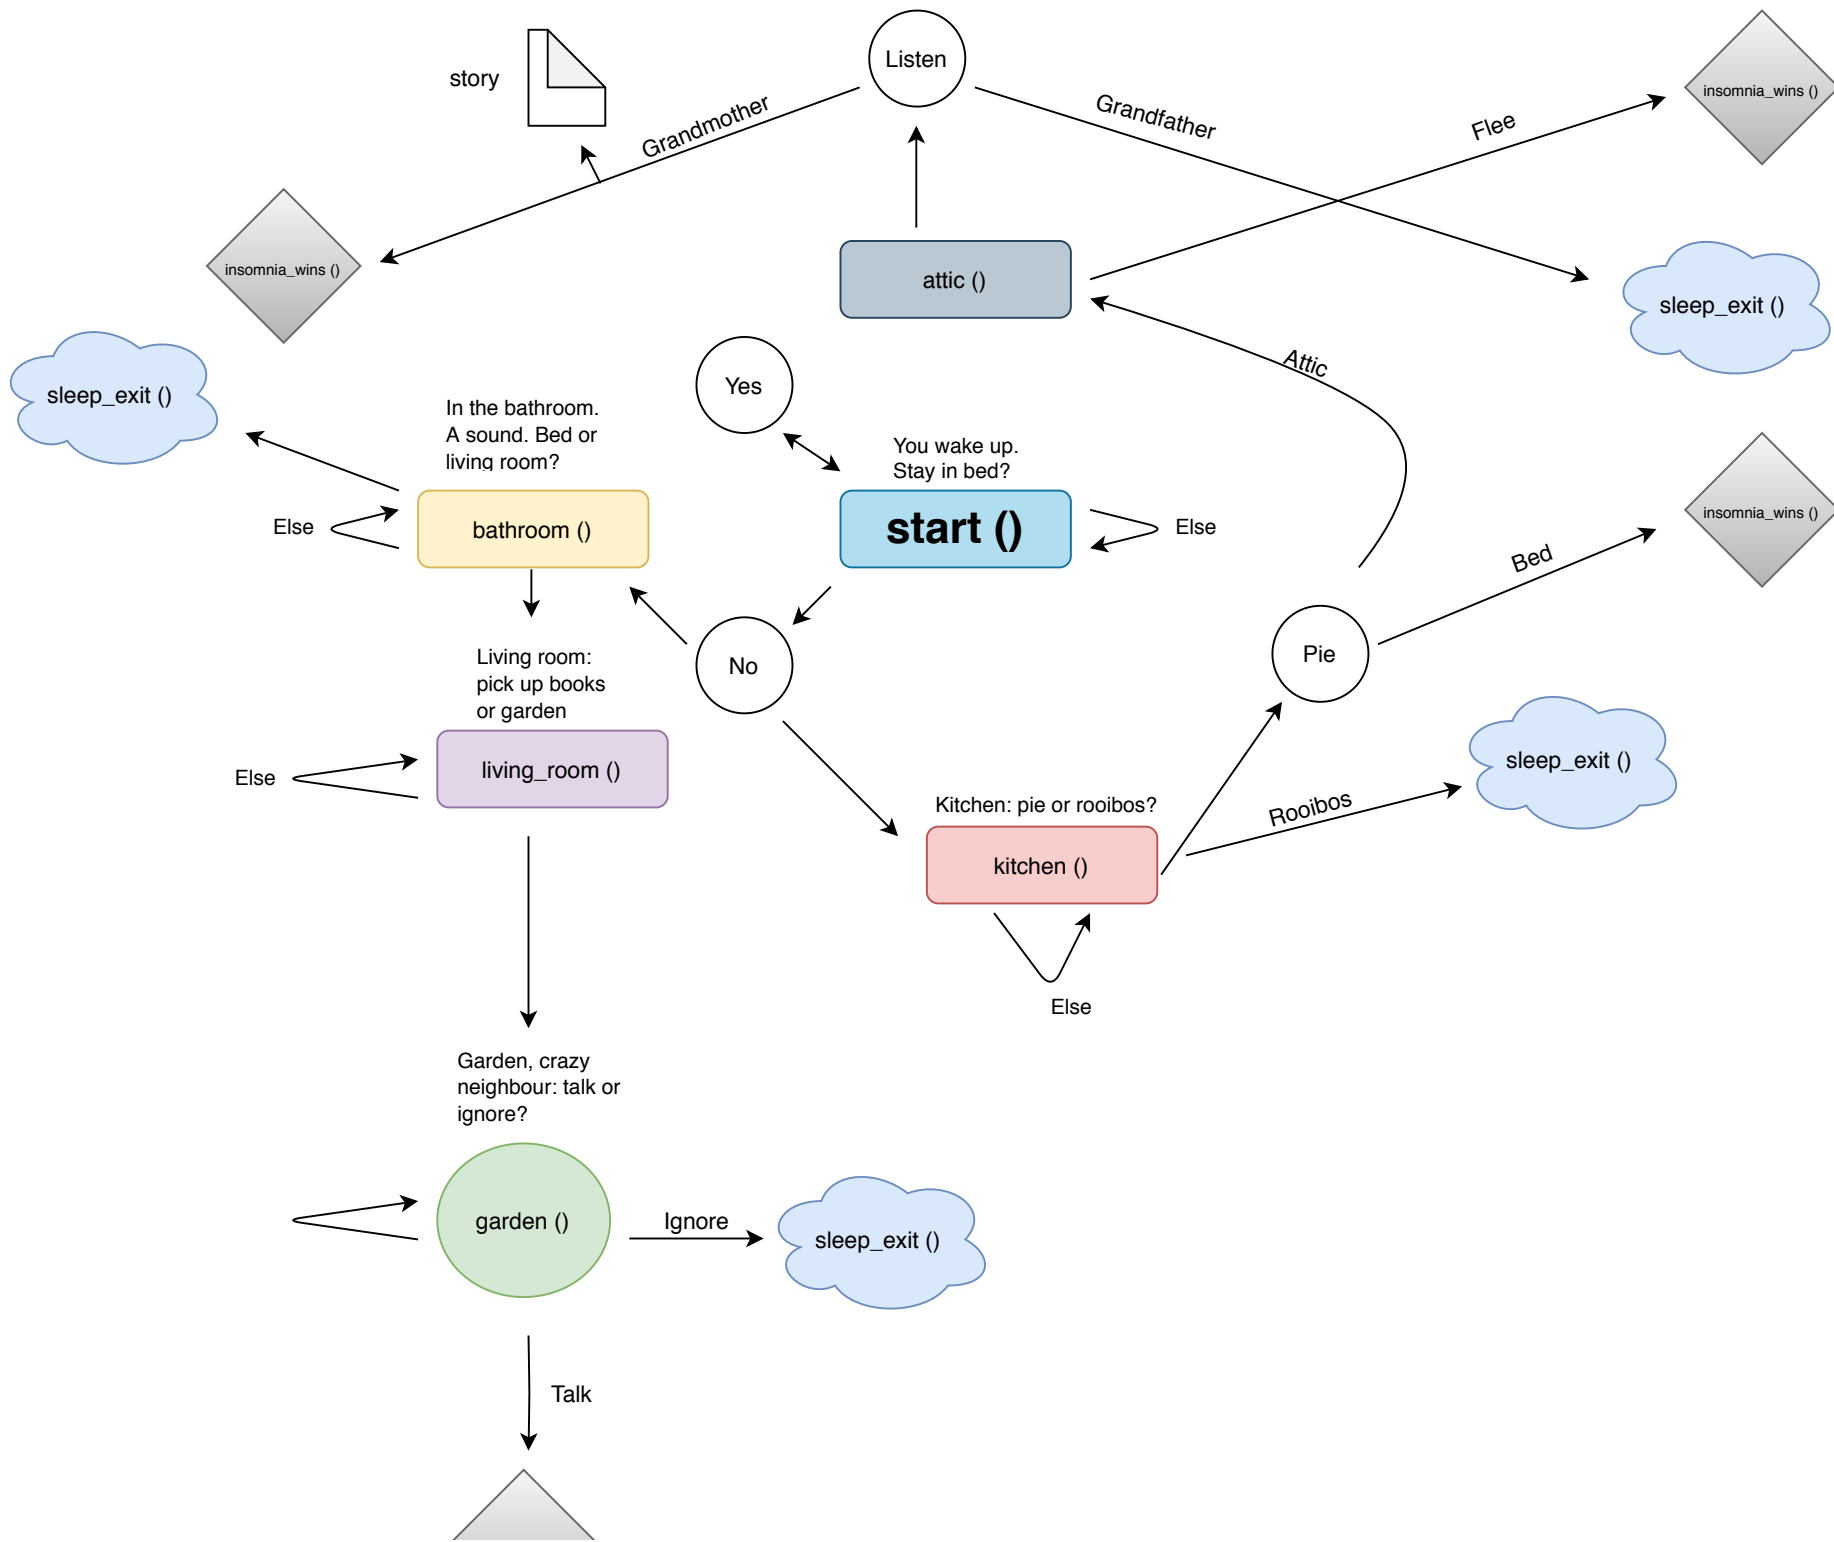 Listen
story
Grandmother
Grandfather
Flee
insomnia_wins ()
insomnia_wins ()
attic ()
sleep_exit ()
Attic
Yes
sleep_exit ()
In the bathroom.
A sound. Bed or
living room?
You wake up.
Stay in bed?
Else
bathroom ()
start ()
Else
insomnia_wins ()
Bed
No
Pie
Living room:
pick up books
or garden
Else
living_room ()
sleep_exit ()
Kitchen: pie or rooibos?
Rooibos
kitchen ()
Else
Garden, crazy
neighbour: talk or
ignore?
garden ()
Ignore
sleep_exit ()
Talk